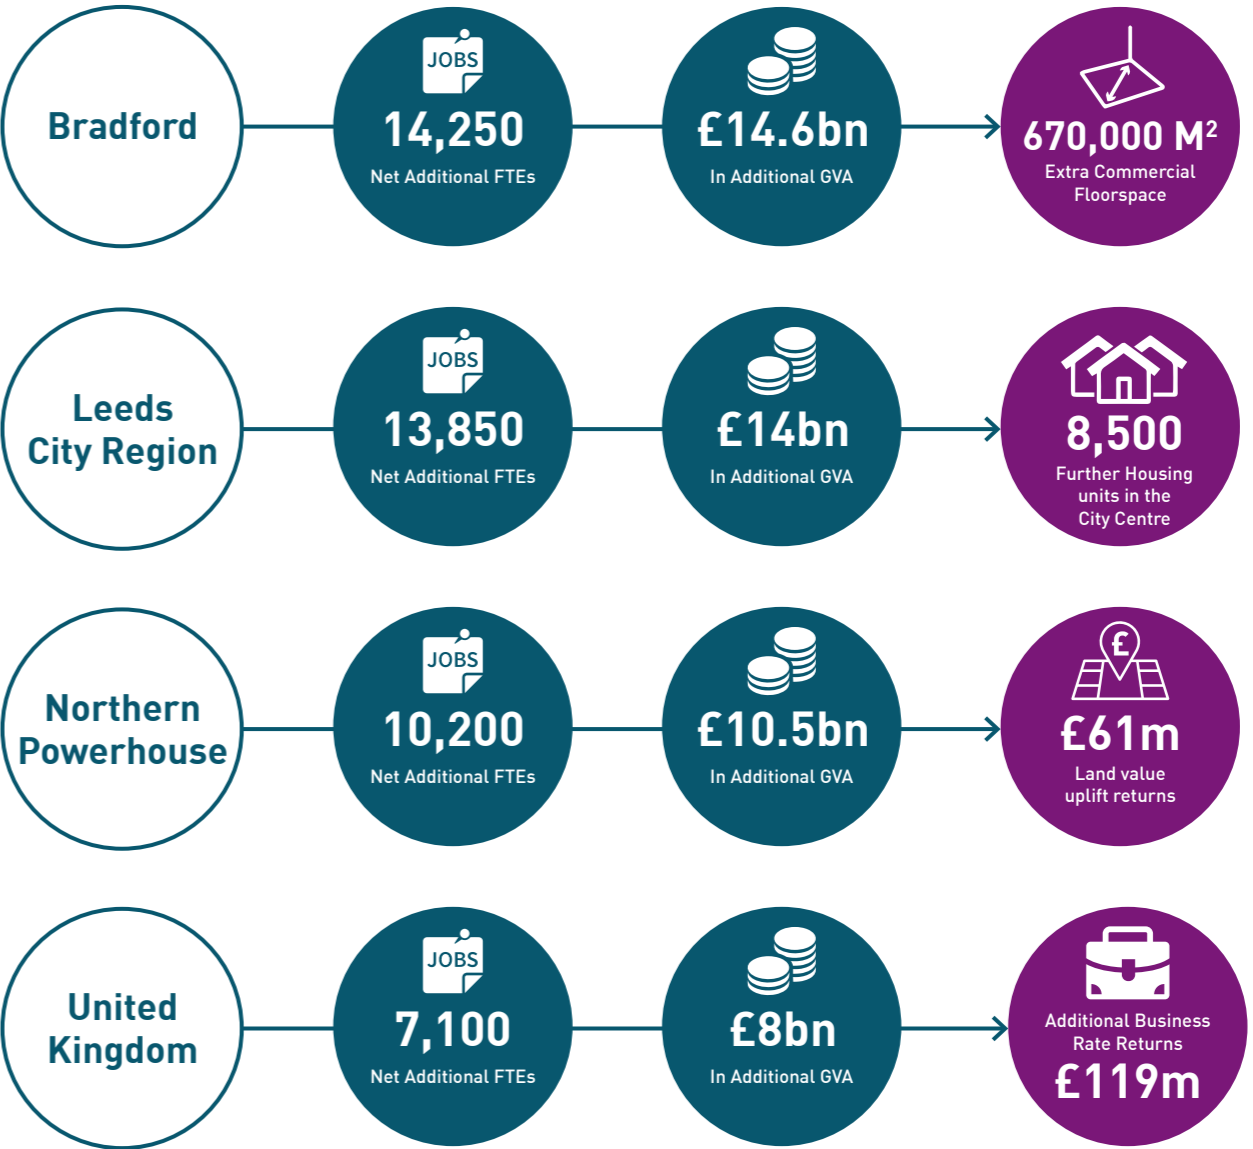 Bradford
JOBS
14,250
Net Additional FTEs
£14.6bn
In Additional GVA
670,000 M²
Extra Commercial
Floorspace
Leeds
City Region
JOBS
13,850
Net Additional FTEs
£14bn
In Additional GVA
8,500
Further Housing
units in the
City Centre
Northern
Powerhouse
JOBS
10,200
Net Additional FTEs
£10.5bn
In Additional GVA
£
£61m
Land value
uplift returns
United
Kingdom
JOBS
7,100
Net Additional FTEs
£8bn
In Additional GVA
Additional Business
Rate Returns
£119m